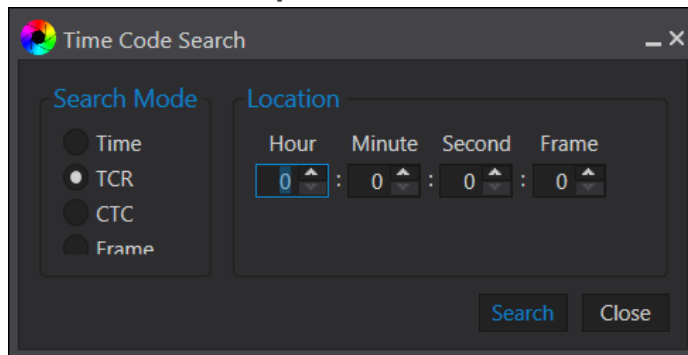 Time Code Search
Search Mode
Time
TCR
CTC
Frame
Location
Hour Minute Second Frame
0 : 0 : 0 : 0
Search Close